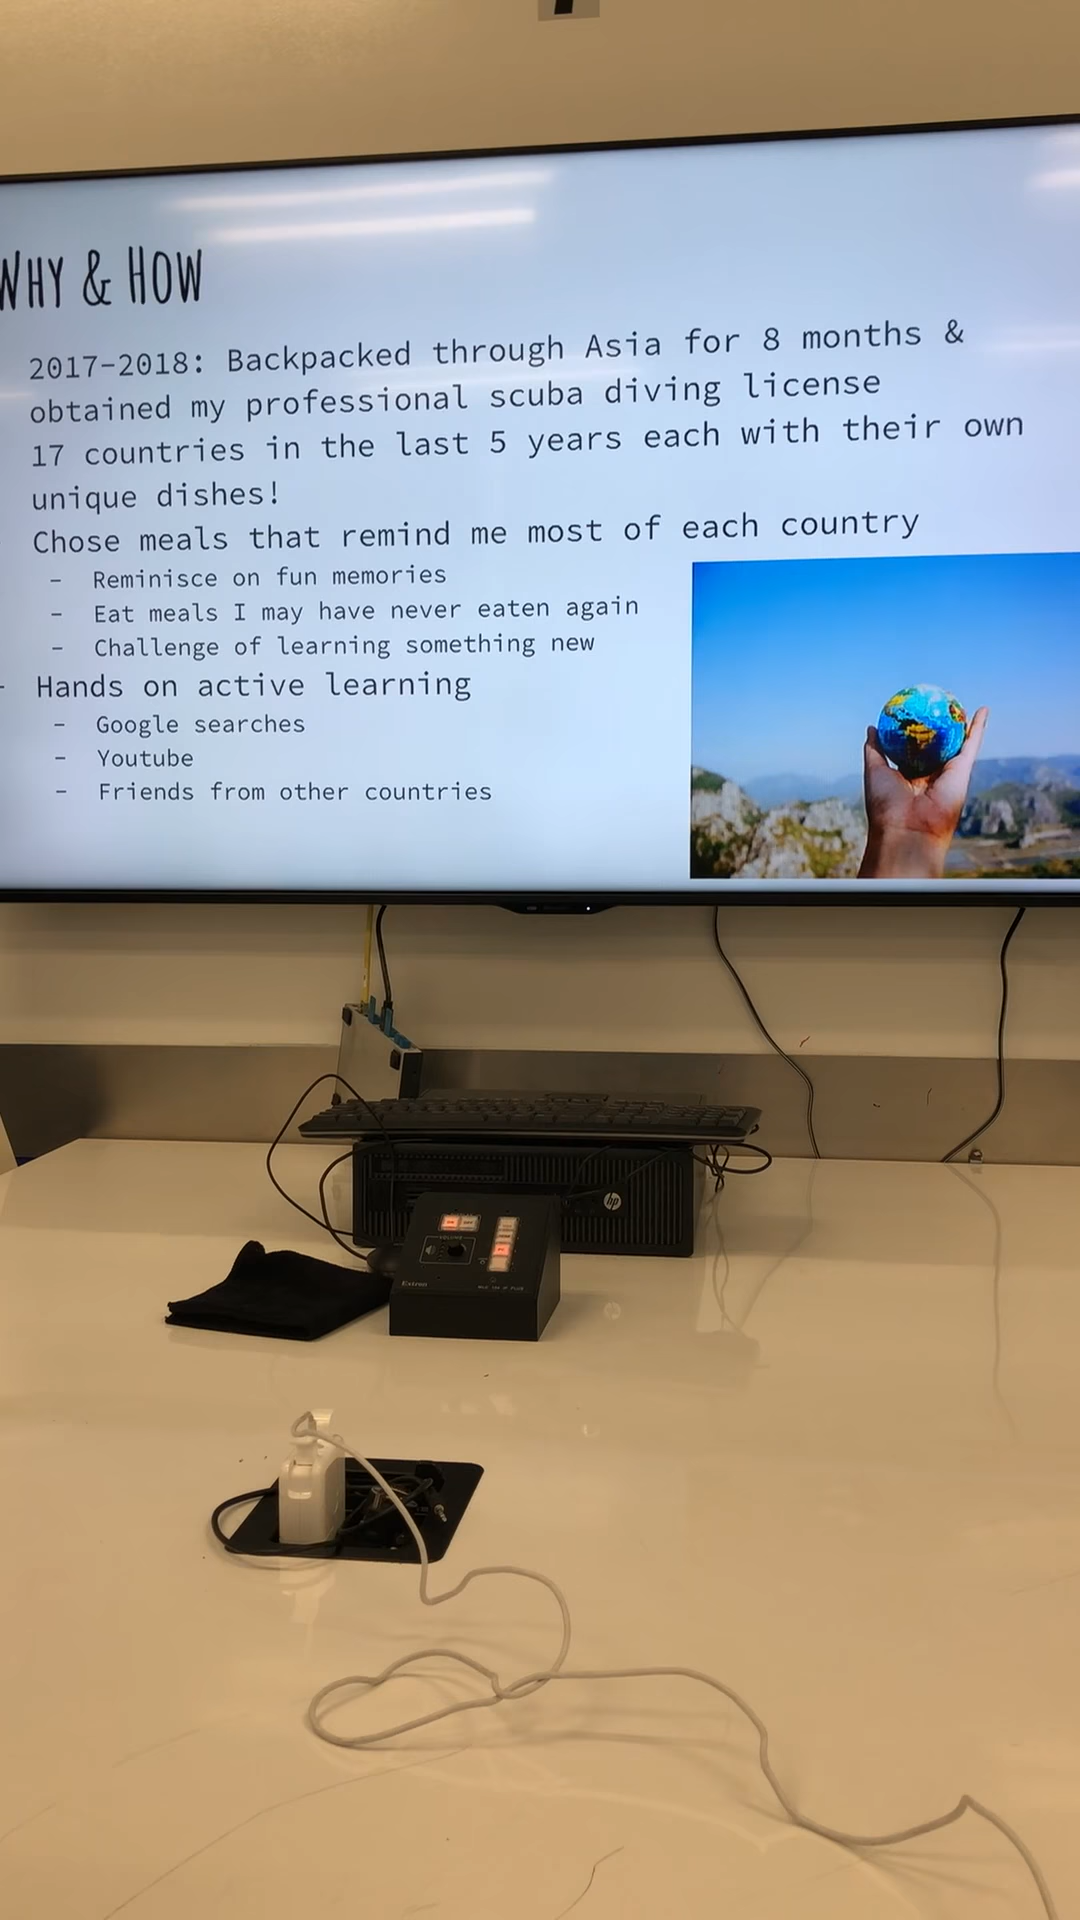 WHY & HOW
2017-2018: Backpacked through Asia for 8 months &
obtained my professional scuba diving license
17 countries in the last 5 years each with their own
unique dishes!
Chose meals that remind me most of each country
- Reminisce on fun memories
- Eat meals I may have never eaten again
- Challenge of learning something new
- Hands on active learning
- Google searches
- Youtube
- Friends from other countries
hp
VOLUME
Extron